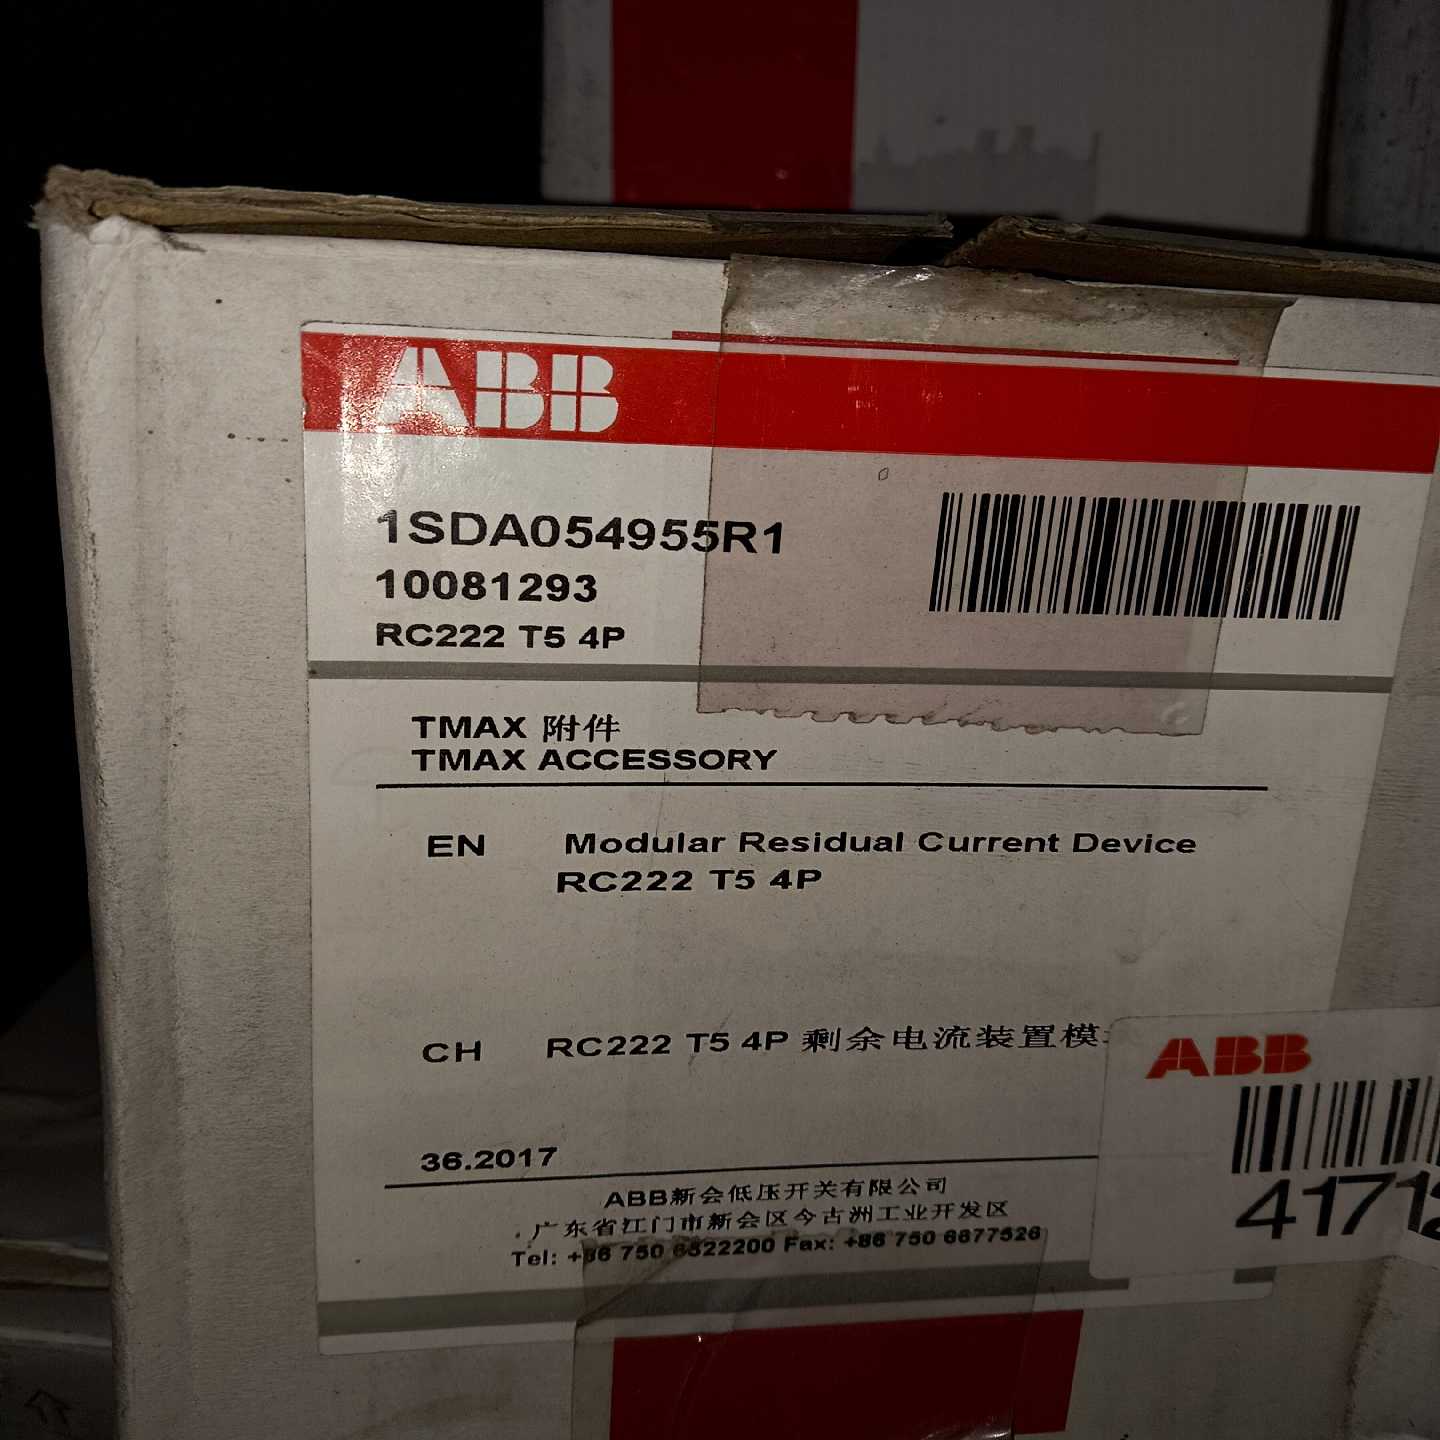 ABB
1SDA054955R1
10081293
RC222 T5 4P
TMAX 附件
TMAX ACCESSORY
EN Modular Residual Current Device
RC222 T5 4P
CH RC222 T5 4P 剩余电流装置模
ABB
36.2017
ABB新会低压开关有限公司
广东省江门市新会区今古洲工业开发区
Tel: +86 750 6522200 Fax: +86 750 6677526
41712